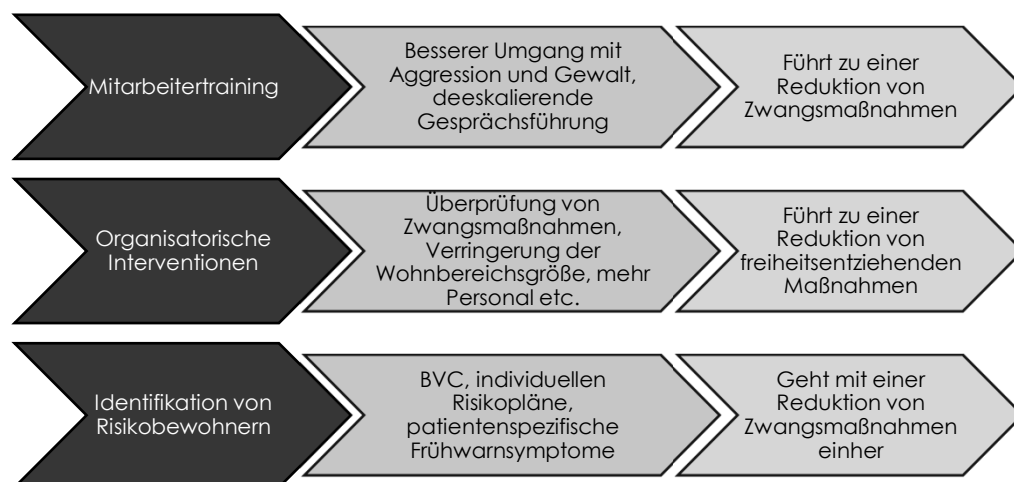 Mitarbeitertraining
Besserer Umgang mit
Aggression und Gewalt,
deeskalierende
Gesprächsführung
Führt zu einer
Reduktion von
Zwangsmaßnahmen
Organisatorische
Interventionen
Überprüfung von
Zwangsmaßnahmen,
Verringerung der
Wohnbereichsgröße, mehr
Personal etc.
Führt zu einer
Reduktion von
freiheitsentziehenden
Maßnahmen
Identifikation von
Risikobewohnern
BVC, individuellen
Risikopläne,
patientenspezifische
Frühwarnsymptome
Geht mit einer
Reduktion von
Zwangsmaßnahmen
einher